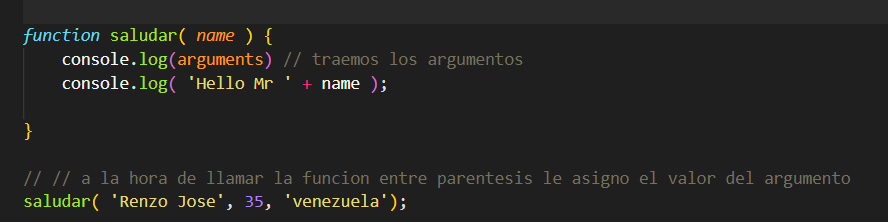 function saludar( name ) {
    console.log(arguments) // traemos los argumentos
    console.log( 'Hello Mr ' + name );
}
// // a la hora de llamar la funcion entre parentesis le asigno el valor del argumento
saludar( 'Renzo Jose', 35, 'venezuela');